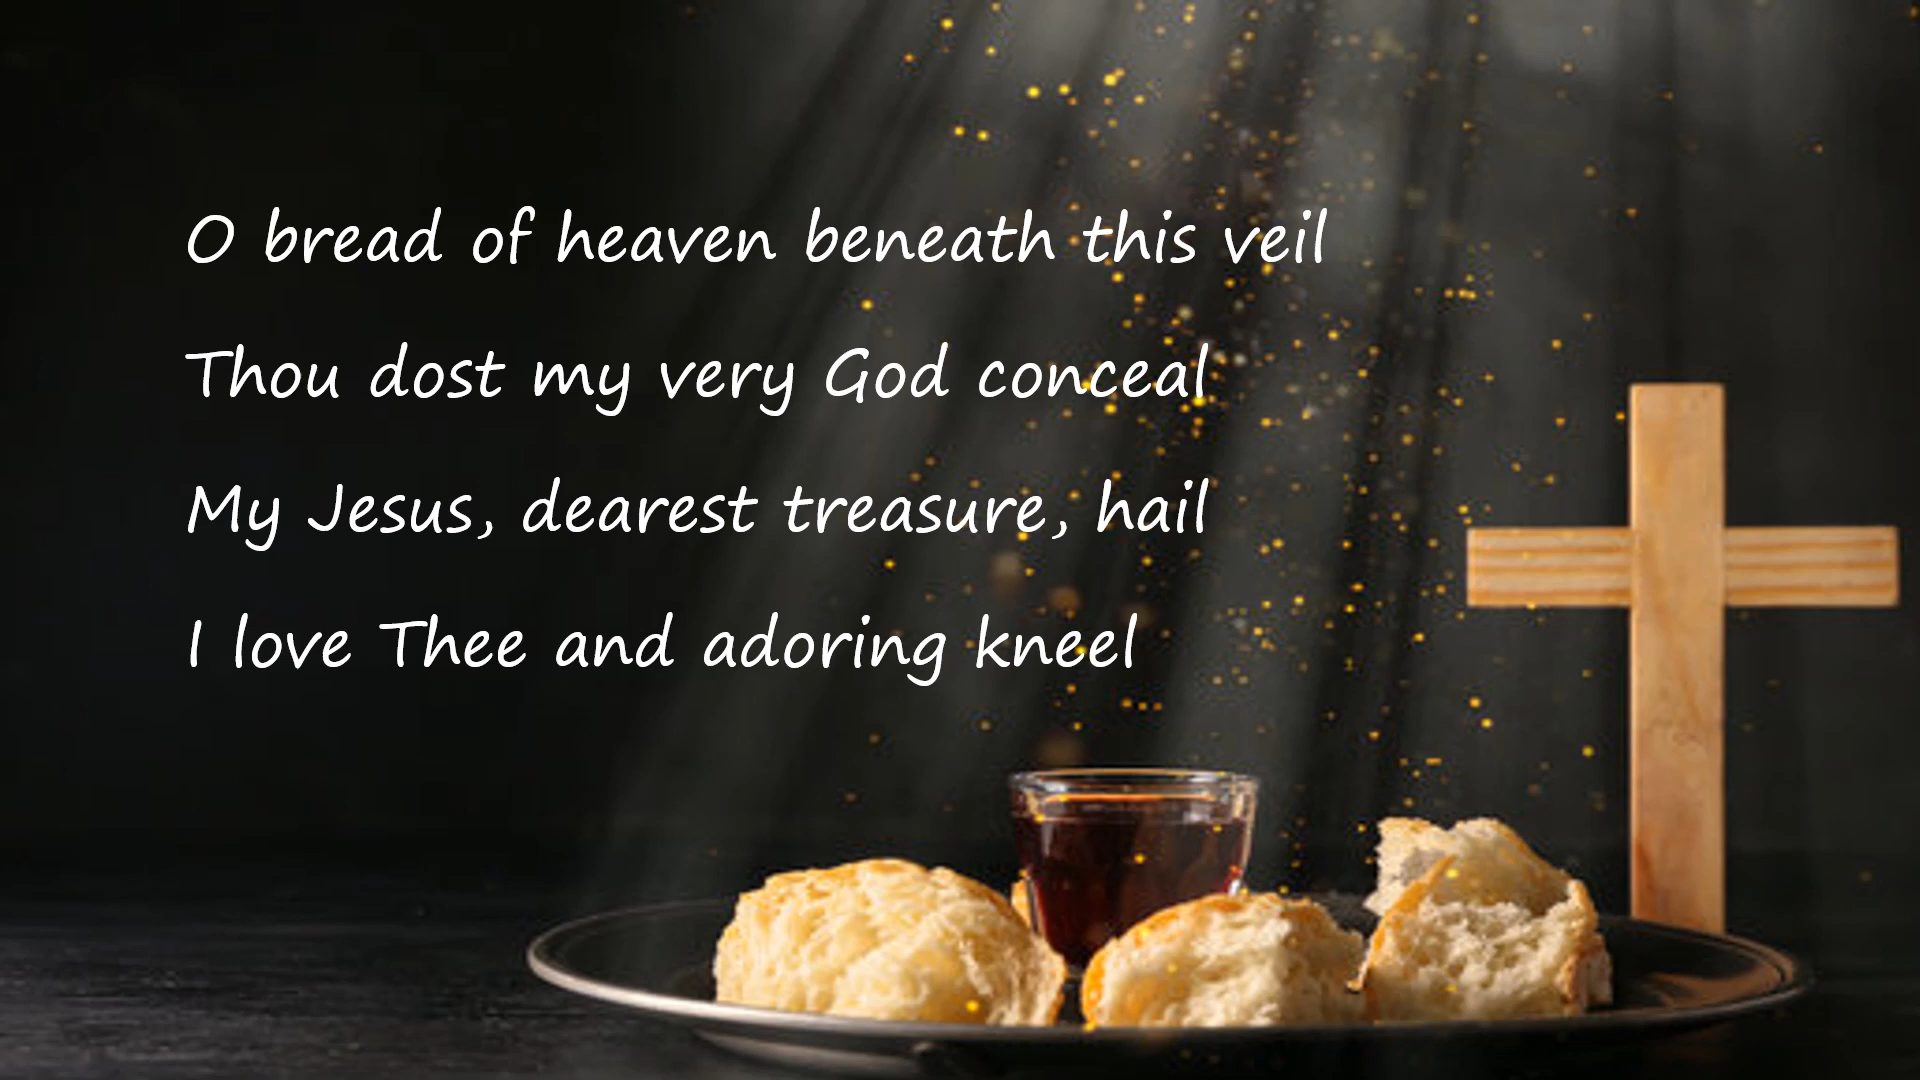 O bread of heaven beneath this veil
Thou dost my very God conceal
My Jesus, dearest treasure, hail
I love Thee and adoring kneel